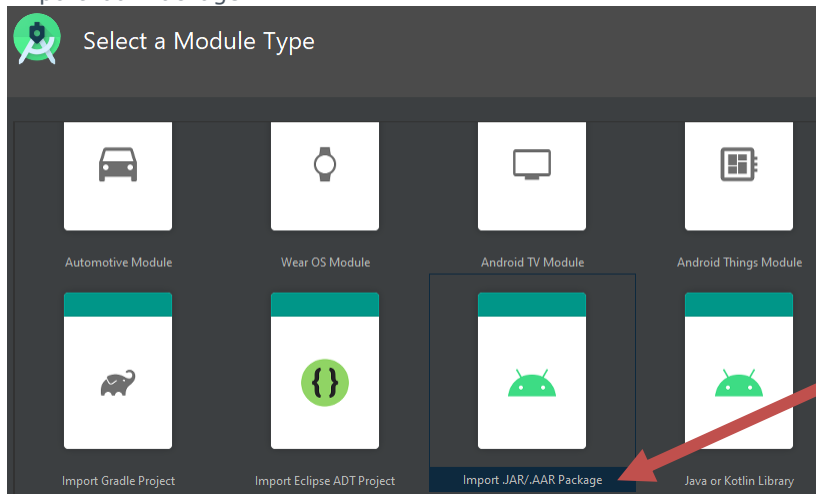 Select a Module Type
Automotive Module
Wear OS Module
Android TV Module
Android Things Module
Import Gradle Project
Import Eclipse ADT Project
Import .JAR/.AAR Package
Java or Kotlin Library